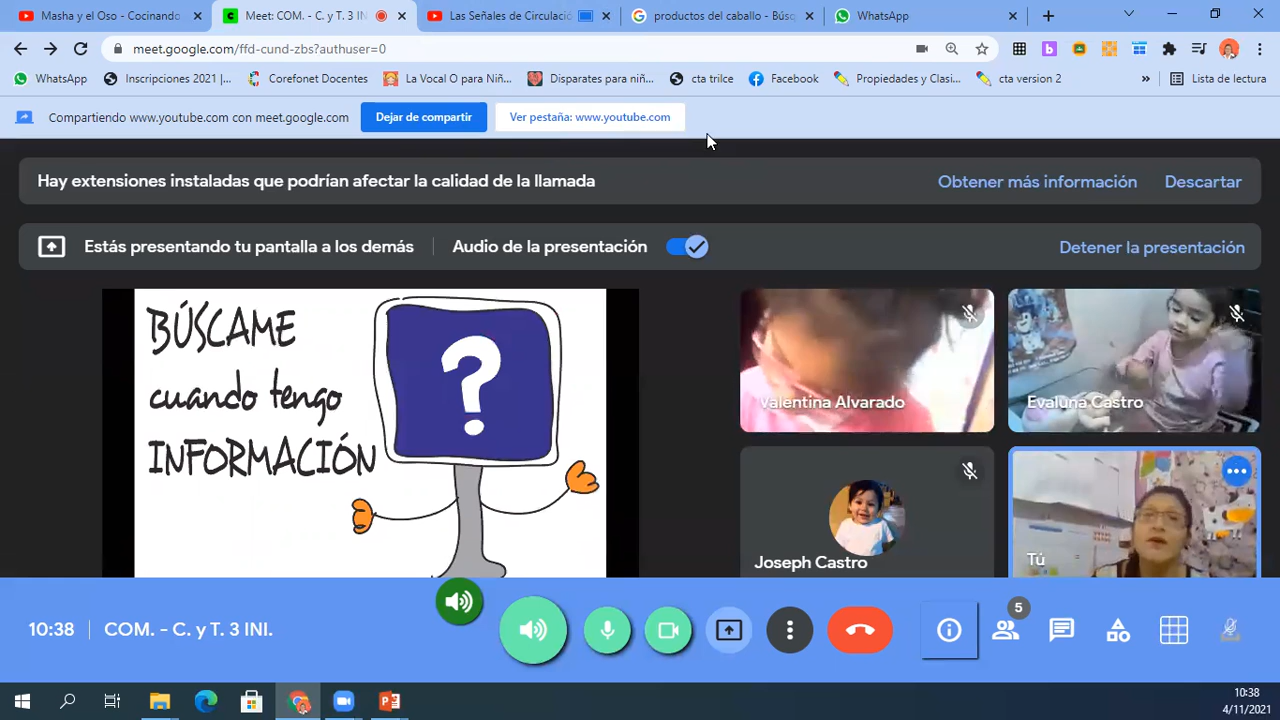 Masha y el Oso - Cocinando
Meet: COM. - C. y T. 3 IN
Las Señales de Circulació
productos del caballo - Bús
WhatsApp
meet.google.com/ffd-cund-zbs?authuser=0
WhatsApp
Inscripciones 2021 |...
Corefonet Docentes
La Vocal O para Niñ...
Disparates para niñ...
cta trilce
Facebook
Propiedades y Clasi...
cta version 2
»
Lista de lectura
Compartiendo www.youtube.com con meet.google.com
Dejar de compartir
Ver pestaña: www.youtube.com
Hay extensiones instaladas que podrían afectar la calidad de la llamada
Obtener más información
Descartar
Estás presentando tu pantalla a los demás
Audio de la presentación
Detener la presentación
BÚSCAME
cuando tengo
INFORMACIÓN
?
Valentina Alvarado
Evaluna Castro
Joseph Castro
Tú
10:38
COM. - C. y T. 3 INI.
5
10:38
4/11/2021